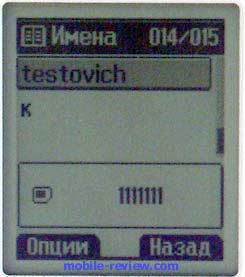 Имена 014/015
testovich
к
1111111
Опции Назад
mobile-review.com